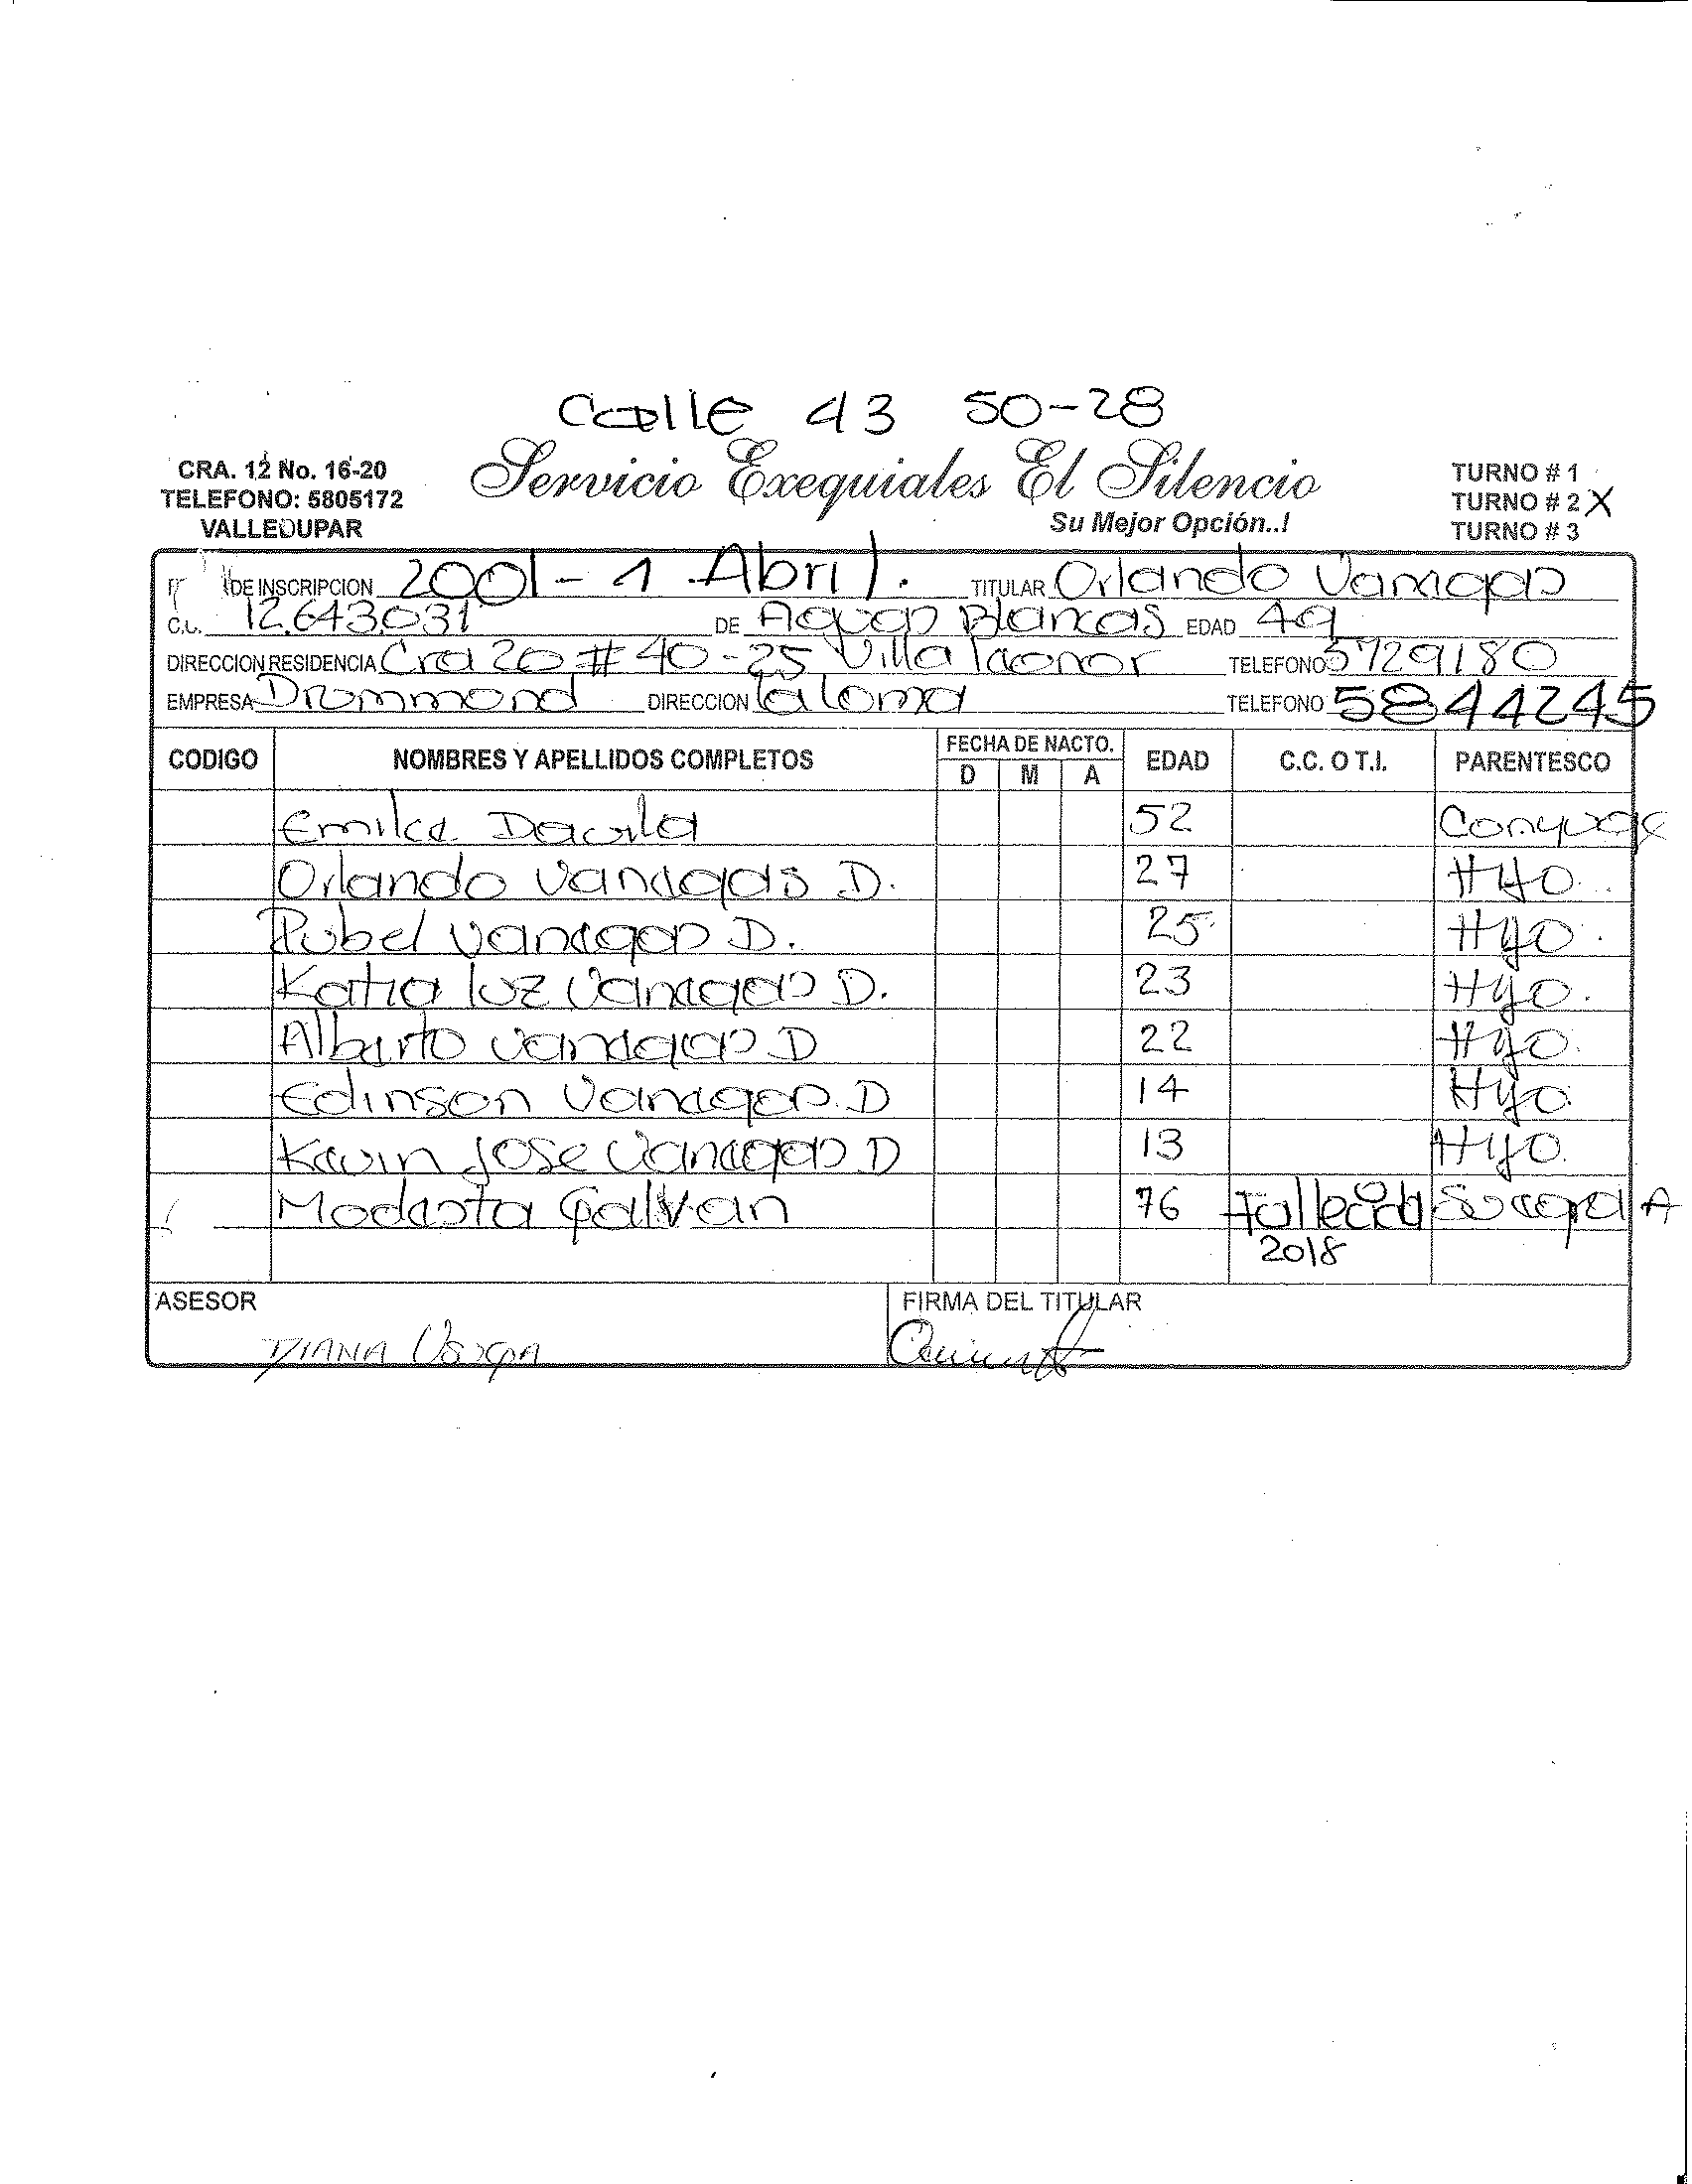 Calle 43 50-28
CRA. 12 No. 16-20
TELEFONO: 5805172
VALLEDUPAR
Servicio Exequiales El Silencio
Su Mejor Opción..!
TURNO # 1
TURNO # 2 X
TURNO # 3
DE INSCRIPCION 2001 - 1 Abril. TITULAR Orlando Vanegas
C.C. 12.643.031 DE Aguas Blancas EDAD 49
DIRECCION RESIDENCIA Cra 20 # 40-25 Villa Leonor TELEFONO 5729180
EMPRESA Drummond DIRECCION la loma TELEFONO 5844245
CODIGO NOMBRES Y APELLIDOS COMPLETOS FECHA DE NACTO. D M A EDAD C.C. O T.I. PARENTESCO
Emilce Davila 52 Conyuge
Orlando Vanegas D. 27 Hijo.
Rubel Vanegas D. 25 Hijo.
Katia luz Vanegas D. 23 Hijo.
Alberto Vanegas D 22 Hijo.
Edinson Vanegas D 14 Hijo.
Kevin Jose Vanegas D 13 Hijo.
Modesta Galvan 76 Fallecida Suegra
2018
ASESOR
DIANA
FIRMA DEL TITULAR